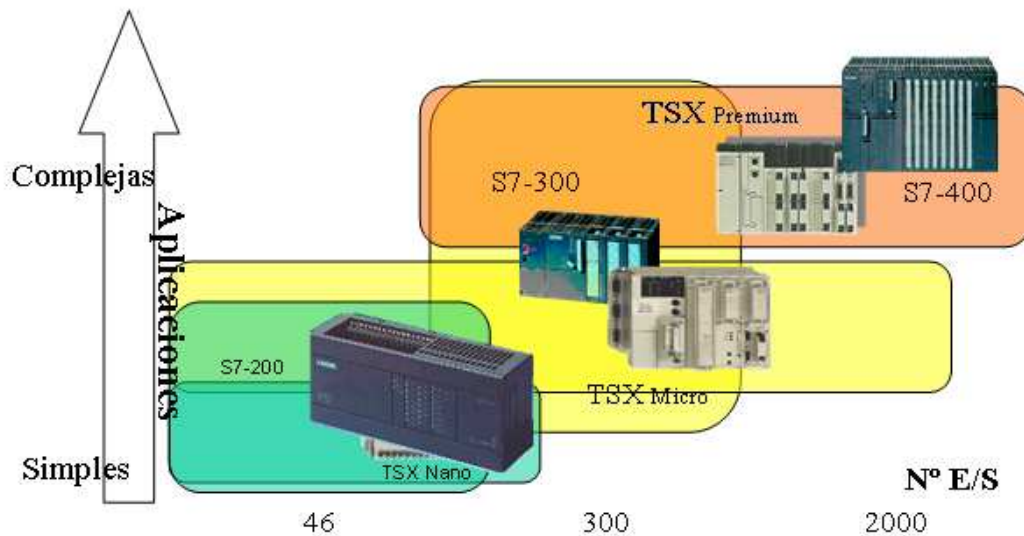 TSX Premium
Complejas
S7-300
S7-400
Aplicaciones
S7-200
TSX Micro
Simples
TSX Nano
Nº E/S
46
300
2000